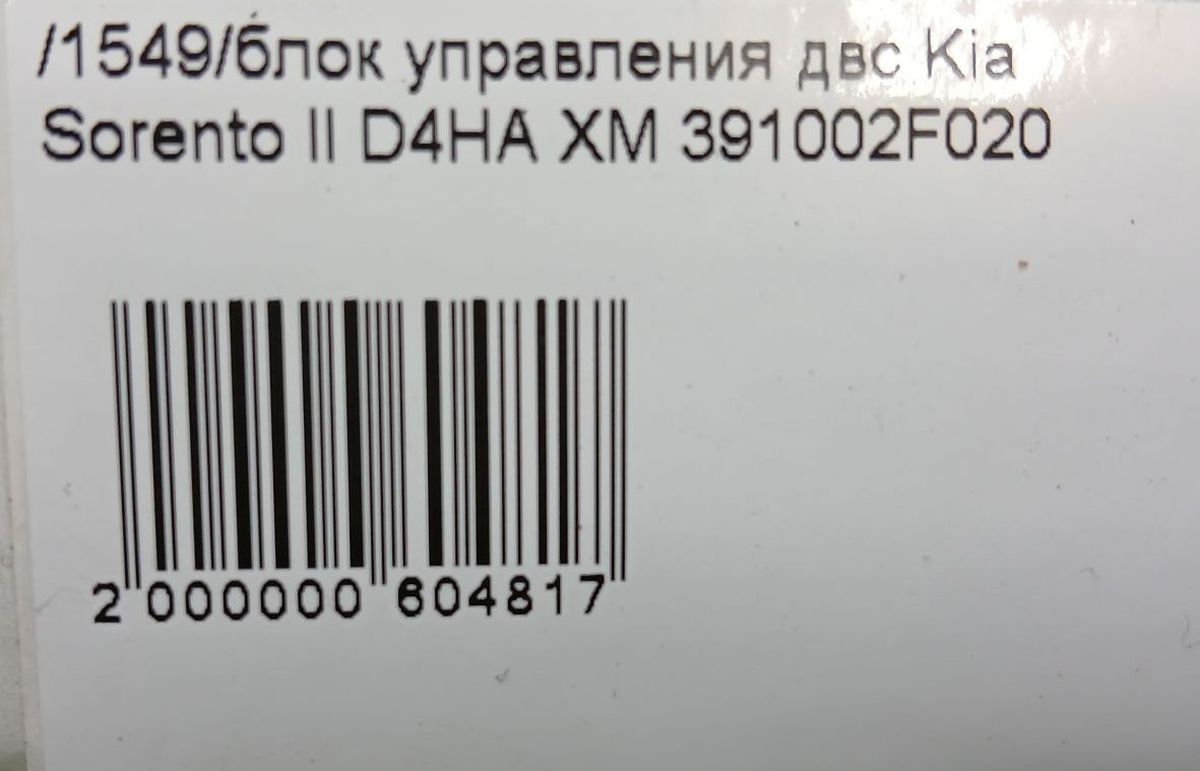 /1549/блок управления двс Kia
Sorento II D4HA XM 391002F020
2 000000 604817